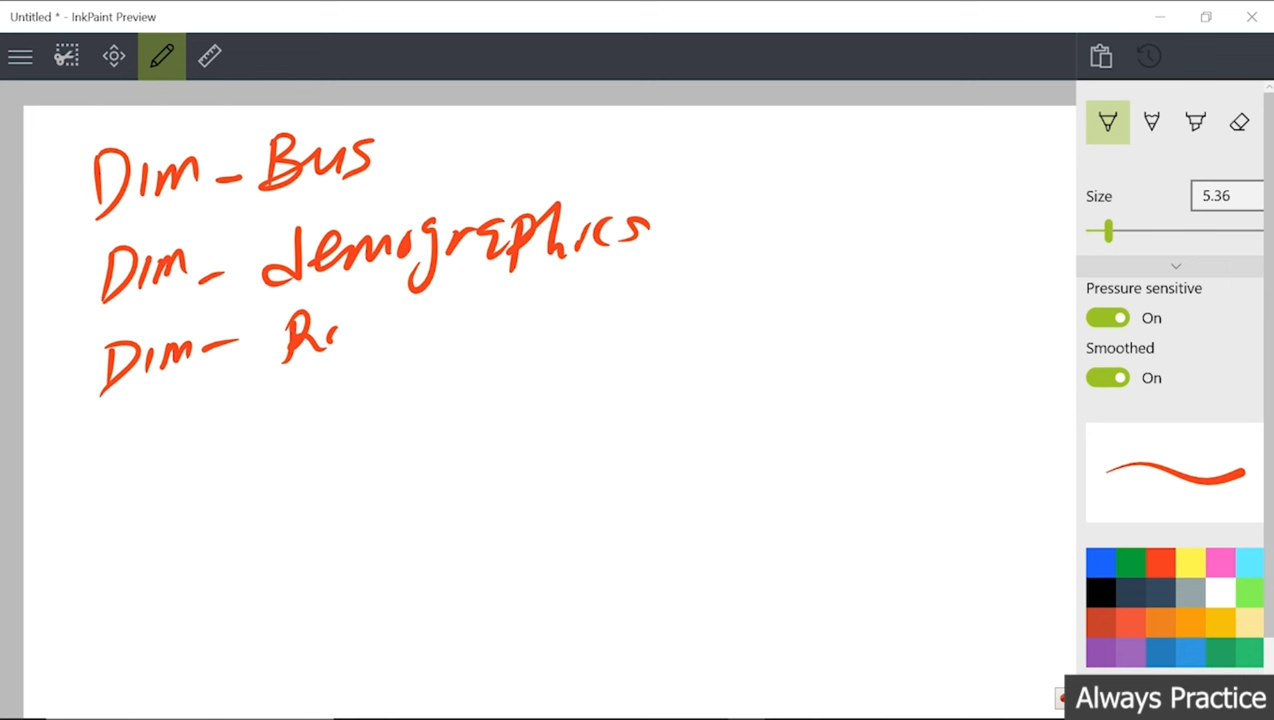 Untitled * - InkPaint Preview
Dim - Bus
Dim - demographics
Dim -
Size
5.36
Pressure sensitive
On
Smoothed
On
Always Practice